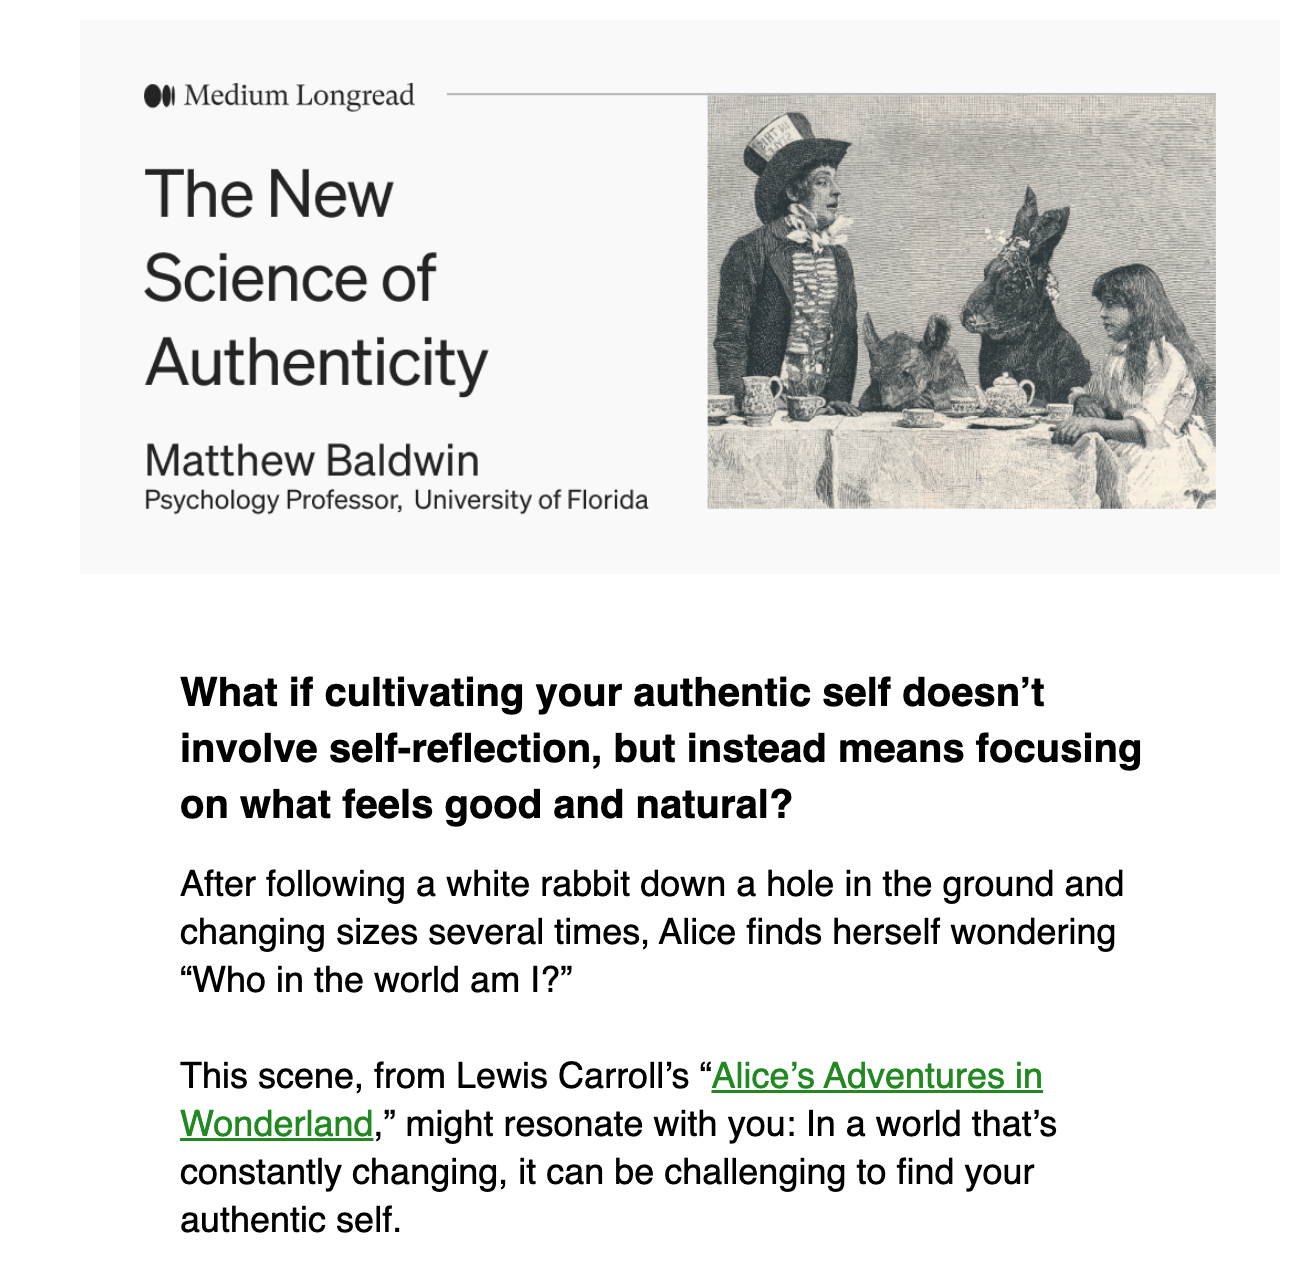 Medium Longread
The New
Science of
Authenticity
Matthew Baldwin
Psychology Professor, University of Florida
What if cultivating your authentic self doesn’t
involve self-reflection, but instead means focusing
on what feels good and natural?
After following a white rabbit down a hole in the ground and
changing sizes several times, Alice finds herself wondering
“Who in the world am I?”
This scene, from Lewis Carroll’s “Alice’s Adventures in
Wonderland,” might resonate with you: In a world that’s
constantly changing, it can be challenging to find your
authentic self.